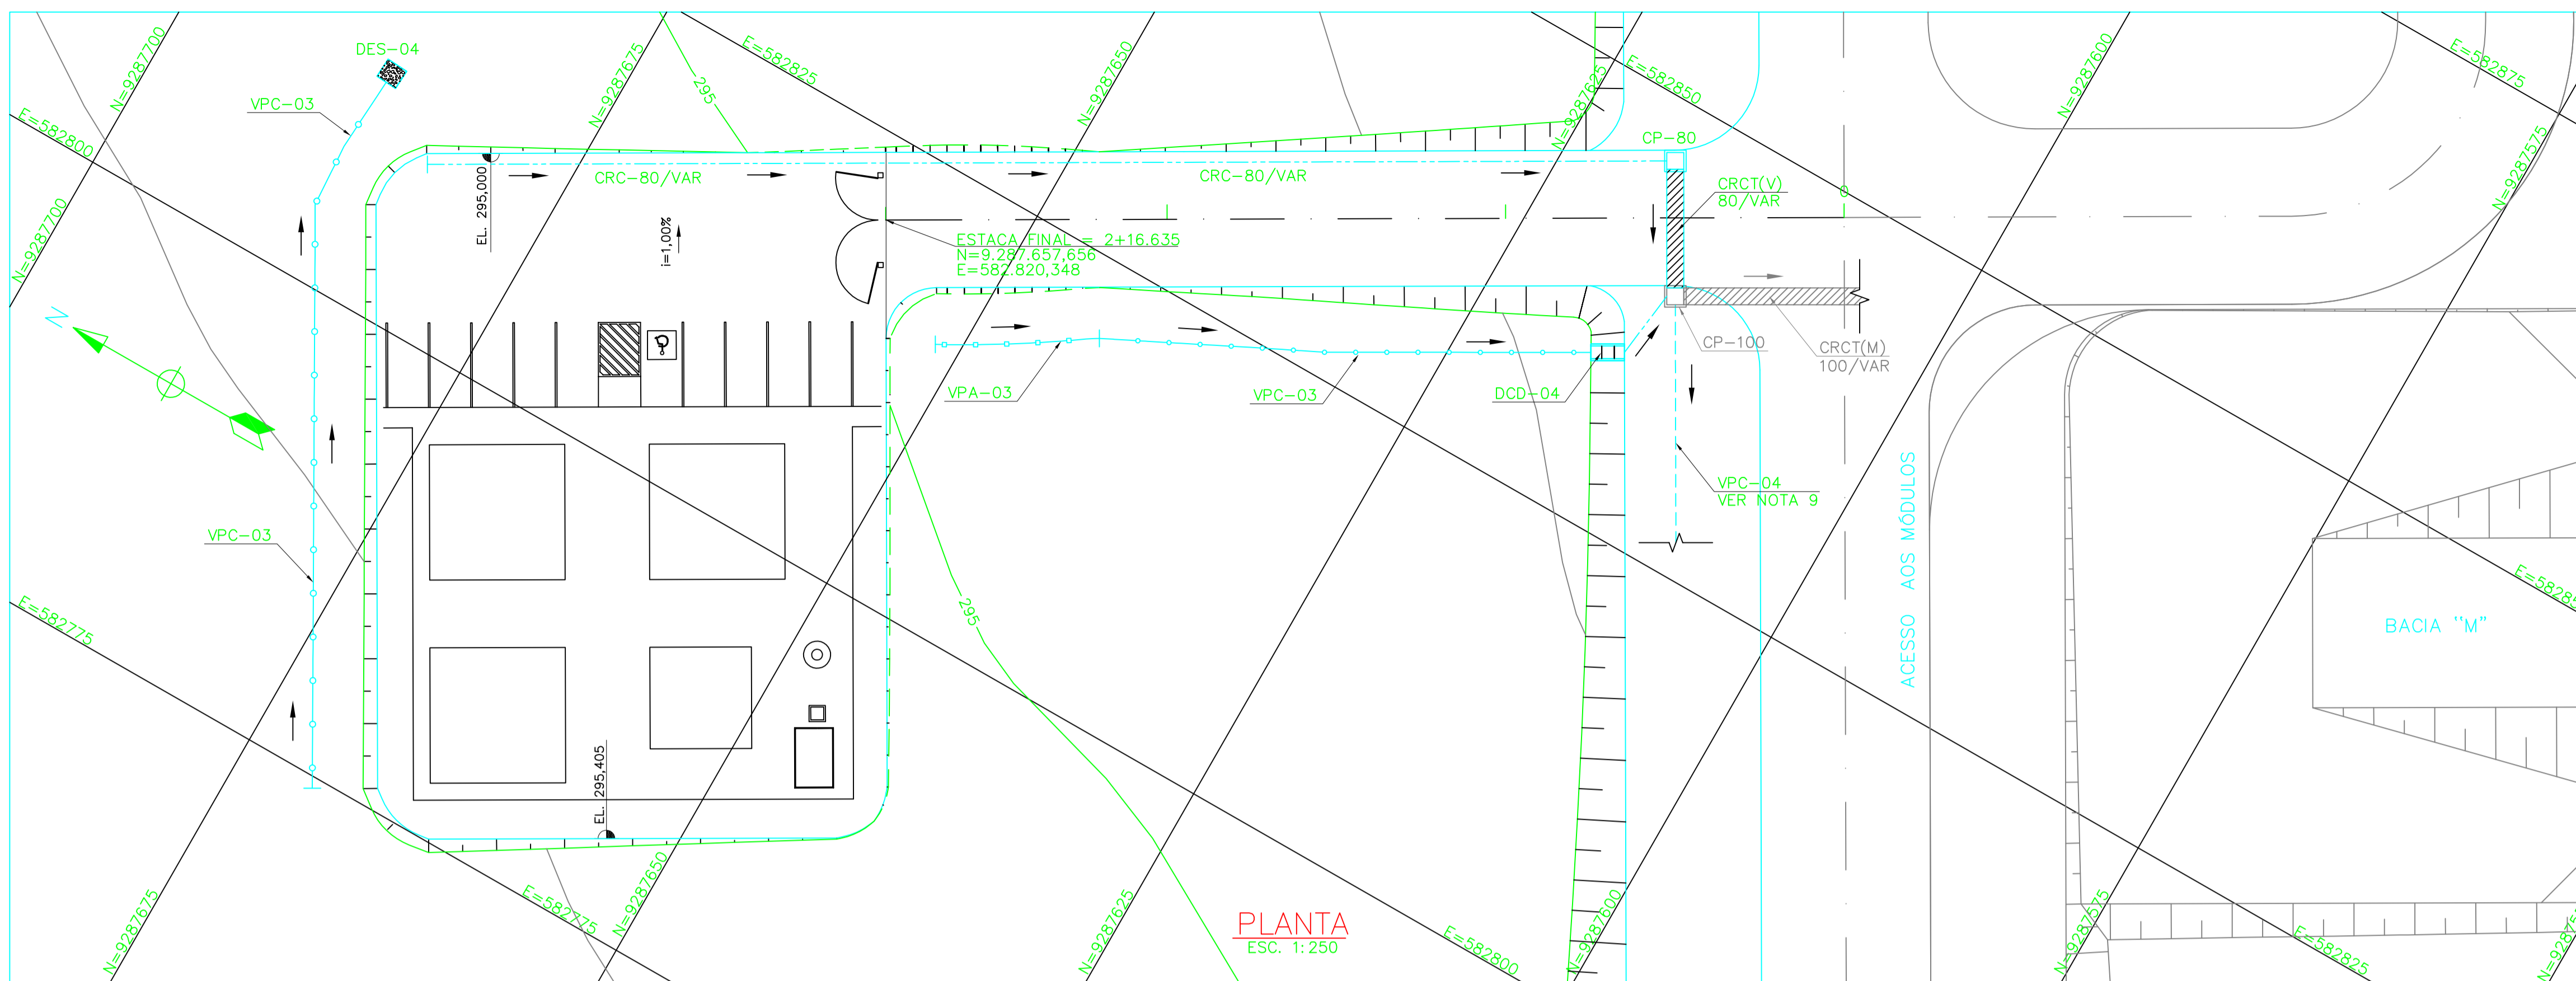 DES-04
N=9287700
N=9287675
E=582825
N=9287650
N=9287625
E=582850
N=9287600
E=582875
VPC-03
295
E=582800
CP-80
N=9287575
CRC-80/VAR
CRC-80/VAR
CRCT(V)
80/VAR
0
EL. 295,000
i=1,00%
N=9287700
ESTACA FINAL = 2+16.635
N=9.287.657,656
E=582.820,348
N
CP-100
CRCT(M)
100/VAR
VPA-03
VPC-03
DCD-04
VPC-04
VER NOTA 9
ACESSO AOS MÓDULOS
VPC-03
295
E=582775
BACIA "M"
EL. 295,405
N=9287675
E=582775
N=9287650
N=9287625
PLANTA
ESC. 1:250
E=582800
N=9287600
N=9287575
E=582825